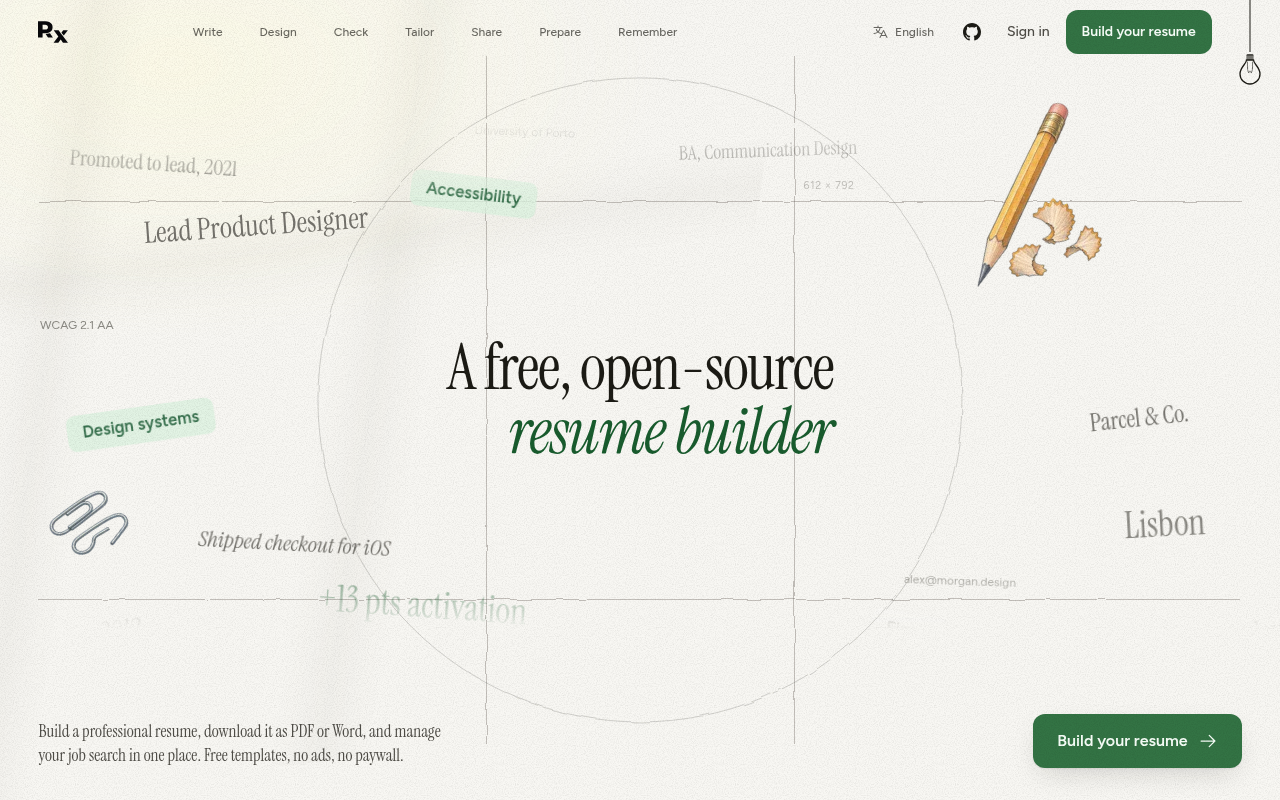 Rx
Write
Design
Check
Tailor
Share
Prepare
Remember
English
Sign in
Build your resume
University of Porto
BA, Communication Design
Promoted to lead, 2021
Accessibility
612 × 792
Lead Product Designer
WCAG 2.1 AA
A free, open-source
resume builder
Design systems
Parcel & Co.
Lisbon
Shipped checkout for iOS
alex@morgan.design
+13 pts activation
Build a professional resume, download it as PDF or Word, and manage
your job search in one place. Free templates, no ads, no paywall.
Build your resume